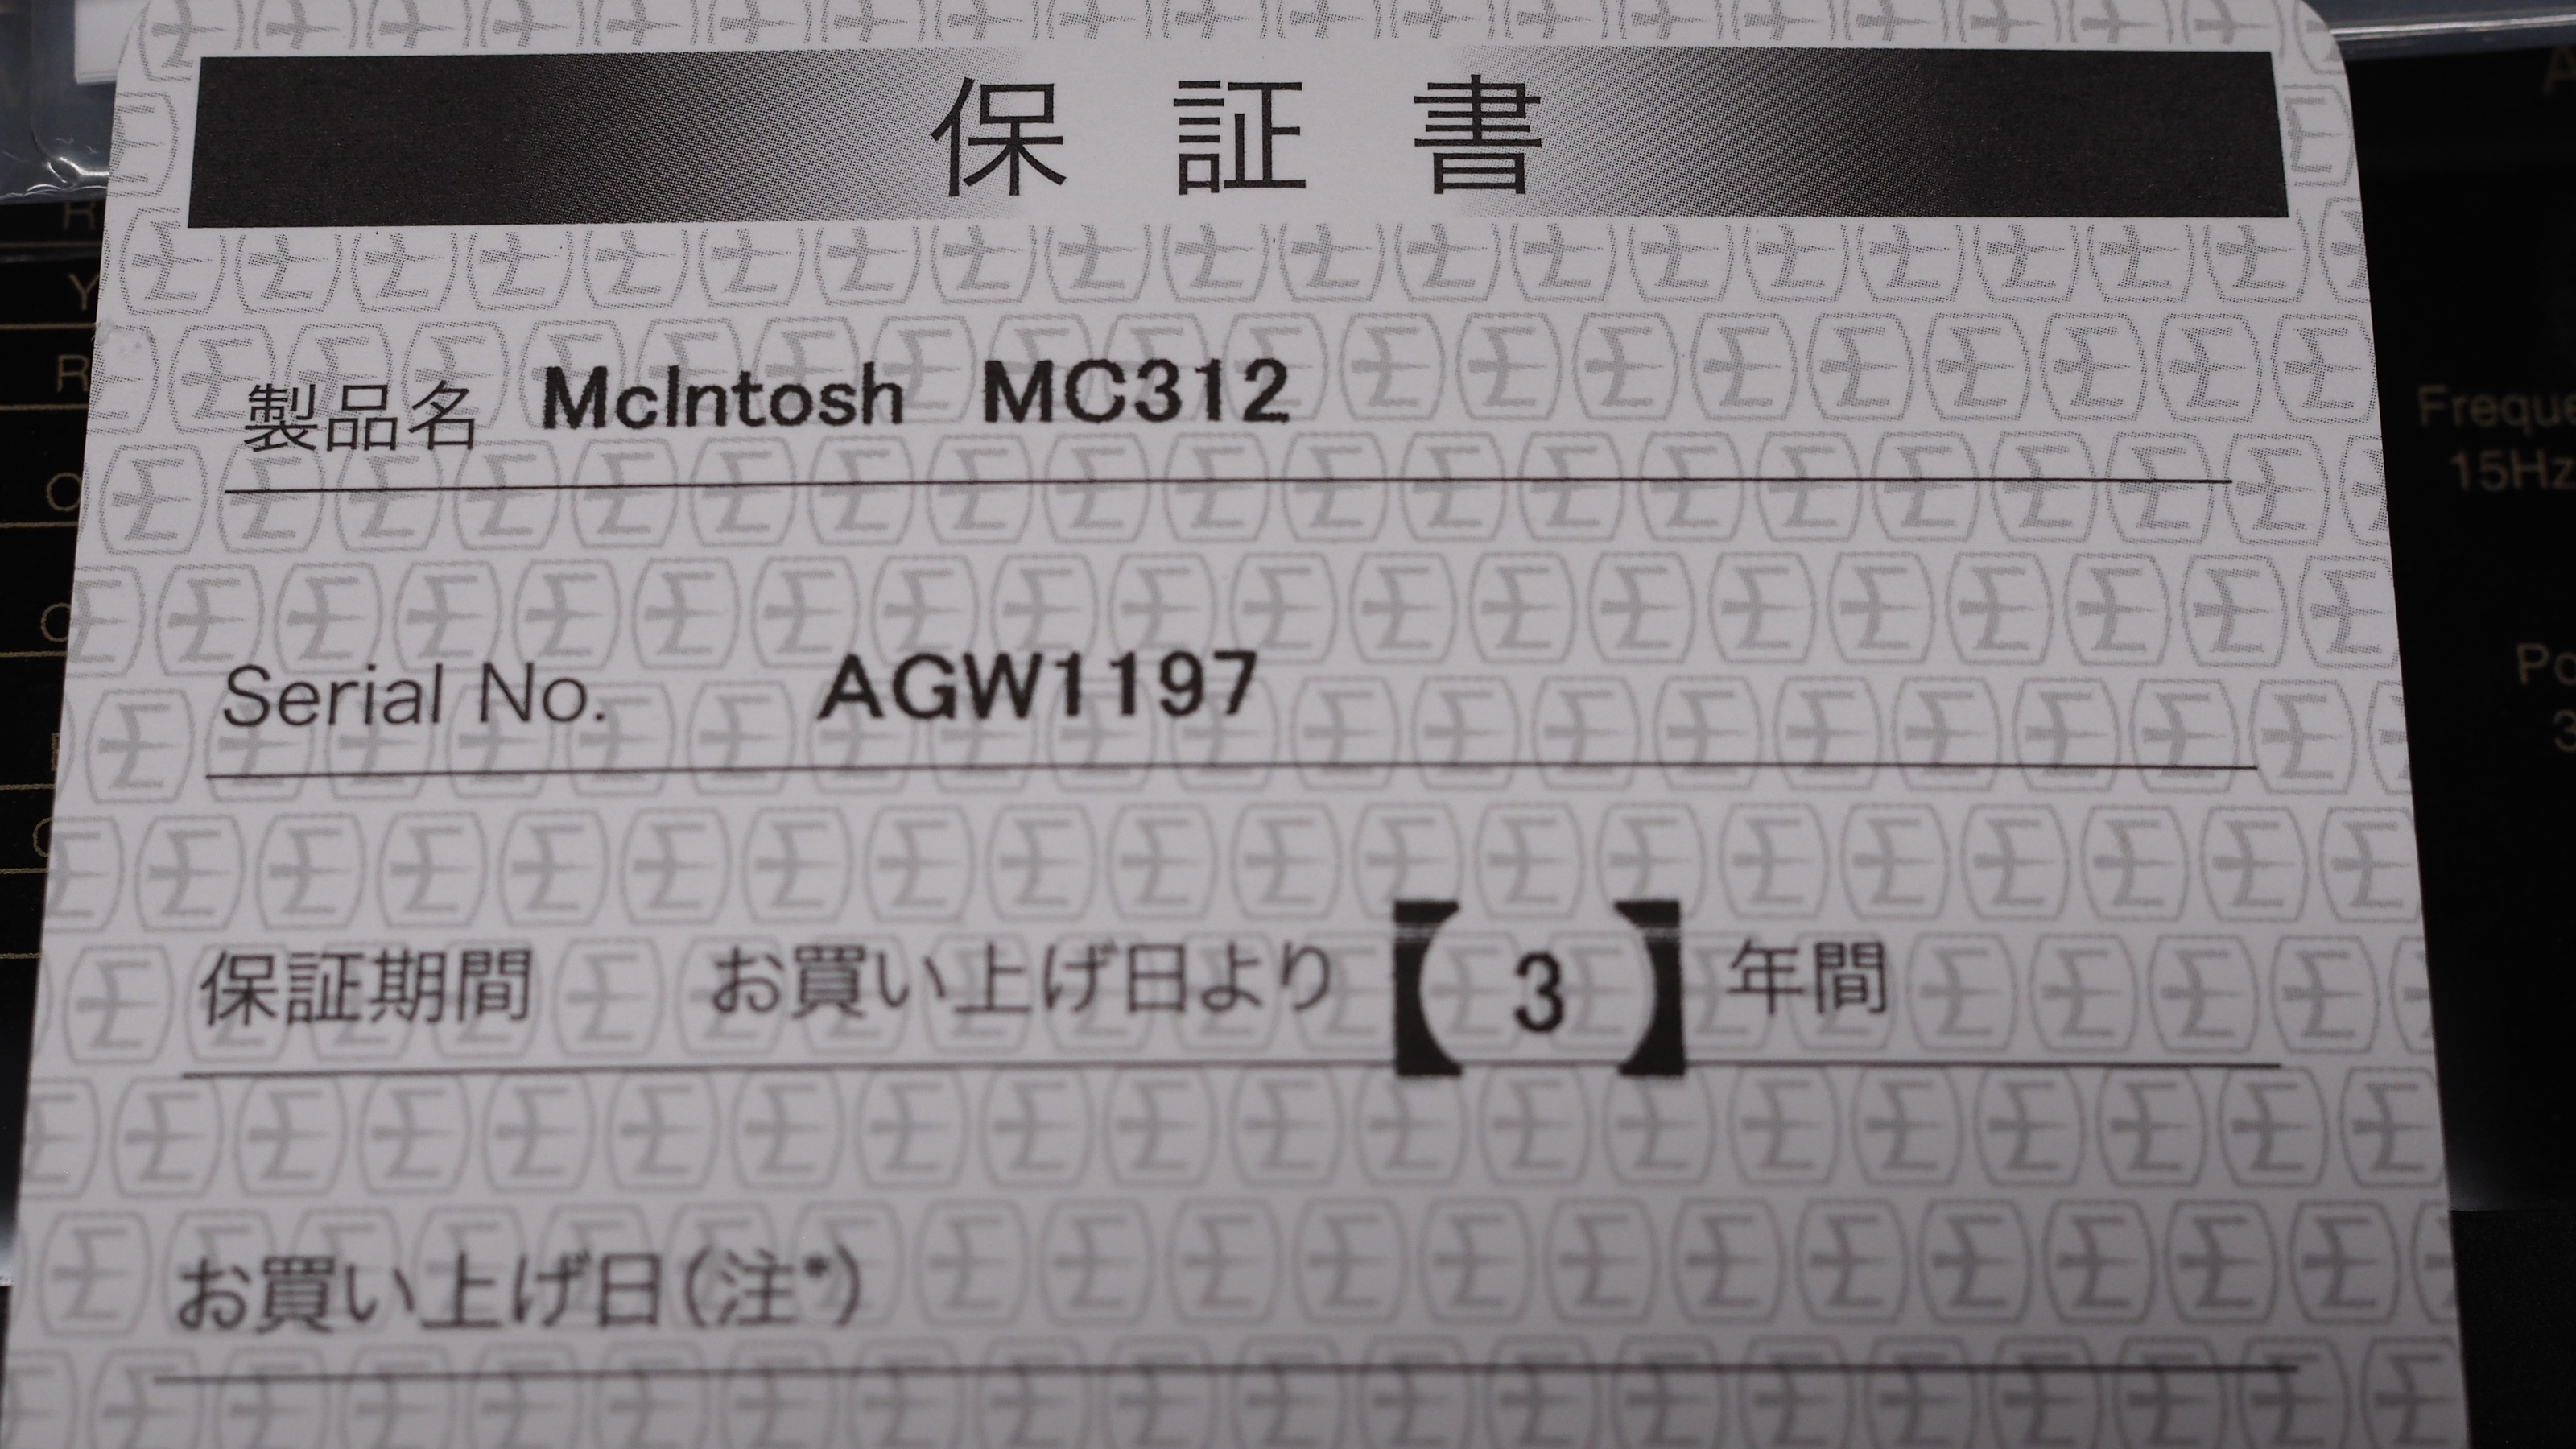 保証書
製品名 McIntosh MC312
Serial No. AGW1197
保証期間 お買い上げ日より【3】年間
お買い上げ日(注*)
15Hz